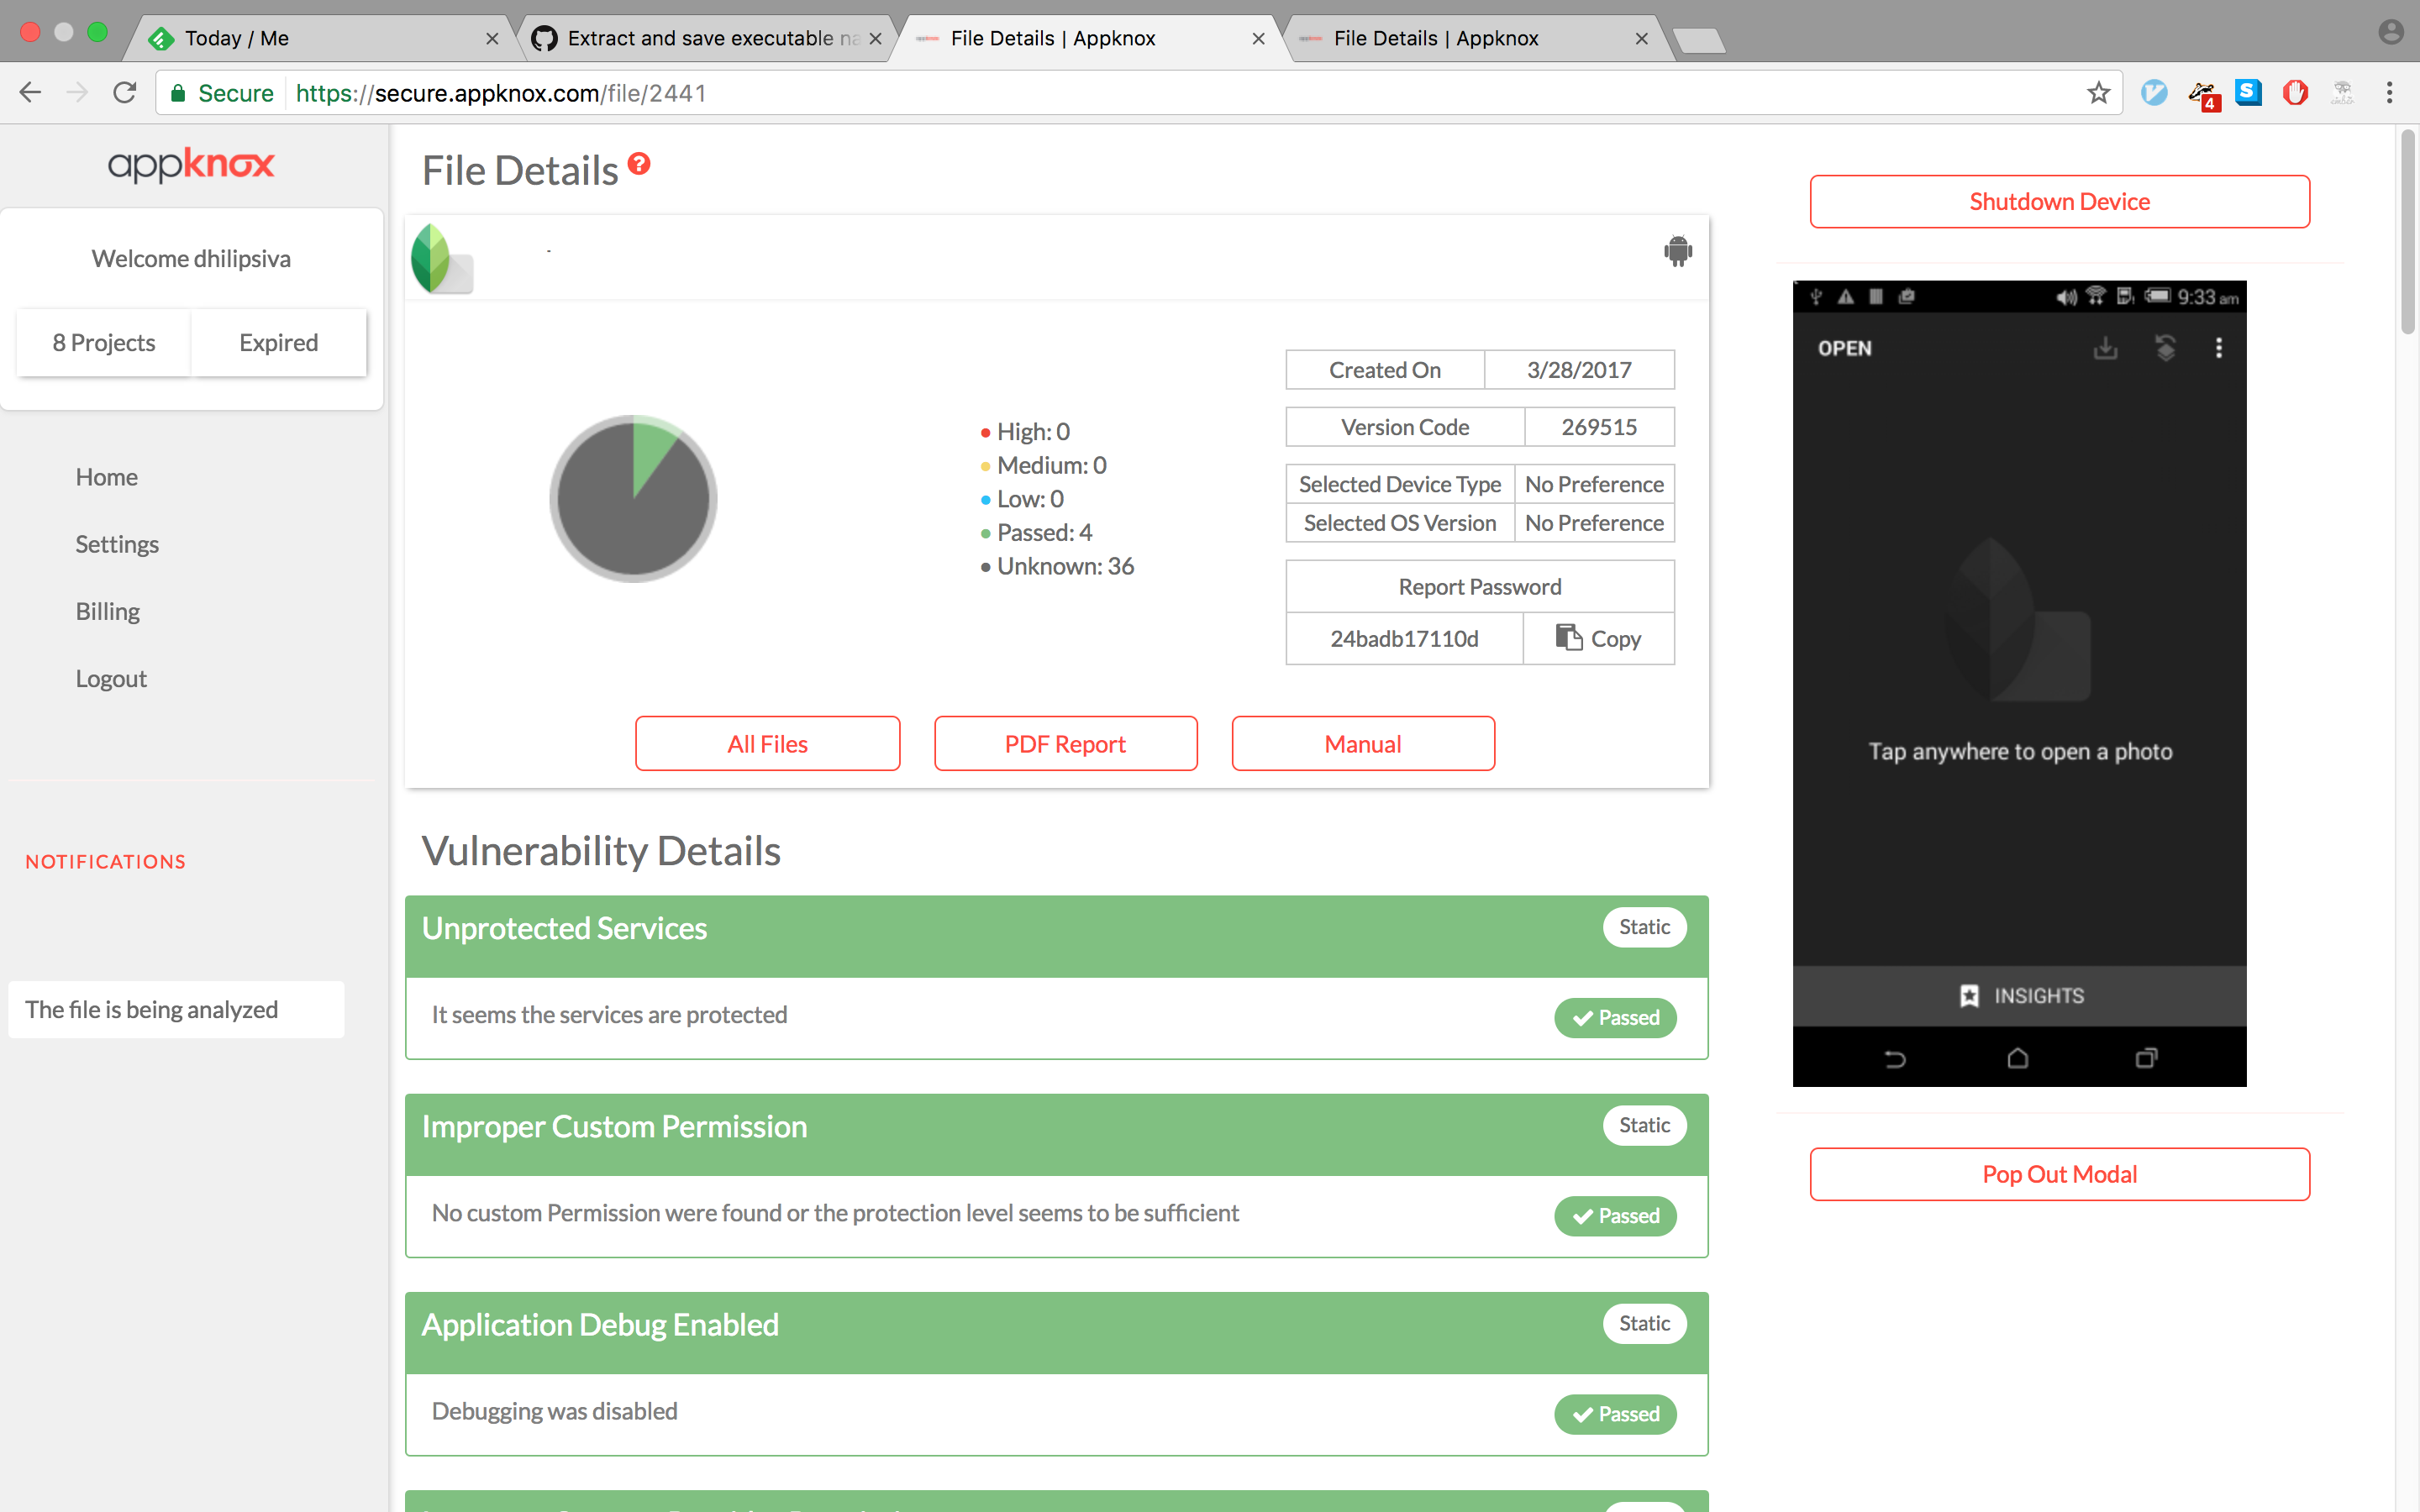 Today / Me
Extract and save executable na
File Details | Appknox
File Details | Appknox
Secure
https://secure.appknox.com/file/2441
4
S
appknox
Welcome dhilipsiva
8 Projects
Expired
Home
Settings
Billing
Logout
NOTIFICATIONS
The file is being analyzed
File Details ?
-
High: 0
Medium: 0
Low: 0
Passed: 4
Unknown: 36
Created On 3/28/2017
Version Code 269515
Selected Device Type No Preference
Selected OS Version No Preference
Report Password
24badb17110d Copy
All Files
PDF Report
Manual
Vulnerability Details
Unprotected Services Static
It seems the services are protected Passed
Improper Custom Permission Static
No custom Permission were found or the protection level seems to be sufficient Passed
Application Debug Enabled Static
Debugging was disabled Passed
Shutdown Device
9:33 am
OPEN
Tap anywhere to open a photo
INSIGHTS
Pop Out Modal